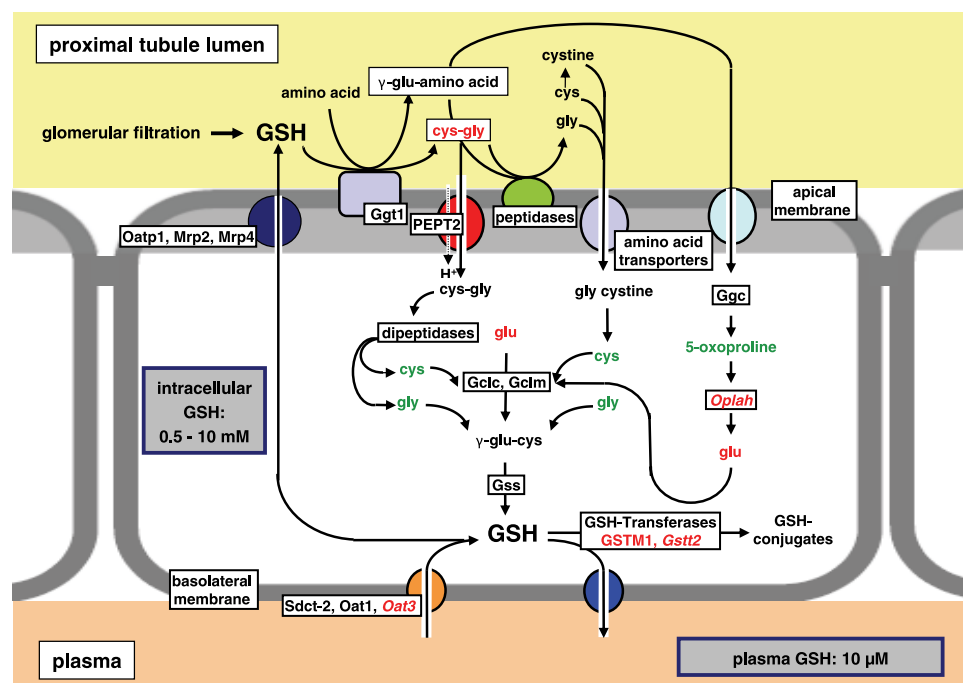 proximal tubule lumen
cystine
γ-glu-amino acid
amino acid
cys
glomerular filtration
GSH
cys-gly
gly
apical
membrane
Ggt1
PEPT2
peptidases
Oatp1, Mrp2, Mrp4
amino acid
transporters
H+
cys-gly
gly cystine
Ggc
dipeptidases
glu
5-oxoproline
cys
cys
intracellular
GSH:
0.5 - 10 mM
Gclc, Gclm
gly
gly
Oplah
γ-glu-cys
glu
Gss
GSH
GSH-Transferases
GSTM1, Gstt2
GSH-
conjugates
basolateral
membrane
Sdct-2, Oat1, Oat3
plasma
plasma GSH: 10 µM